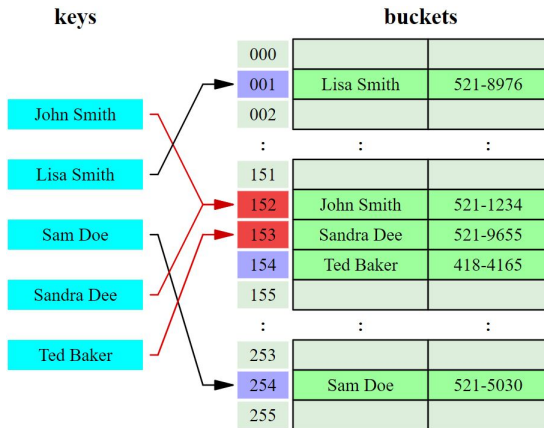 keys
buckets
John Smith
Lisa Smith
Sam Doe
Sandra Dee
Ted Baker
000
001 Lisa Smith 521-8976
002
: : :
151
152 John Smith 521-1234
153 Sandra Dee 521-9655
154 Ted Baker 418-4165
155
: : :
253
254 Sam Doe 521-5030
255